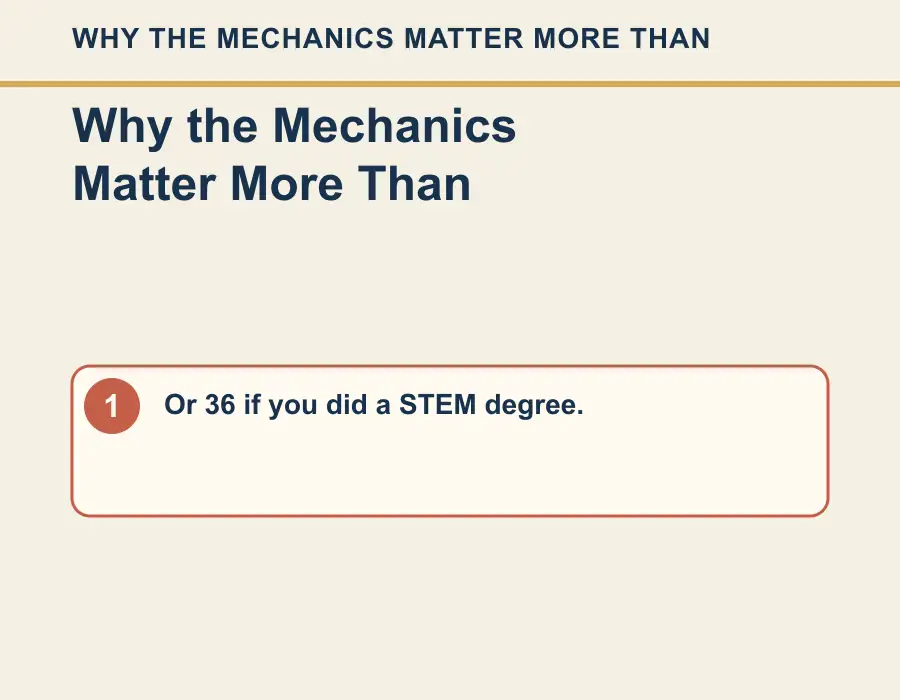 WHY THE MECHANICS MATTER MORE THAN
Why the Mechanics
Matter More Than
1 Or 36 if you did a STEM degree.